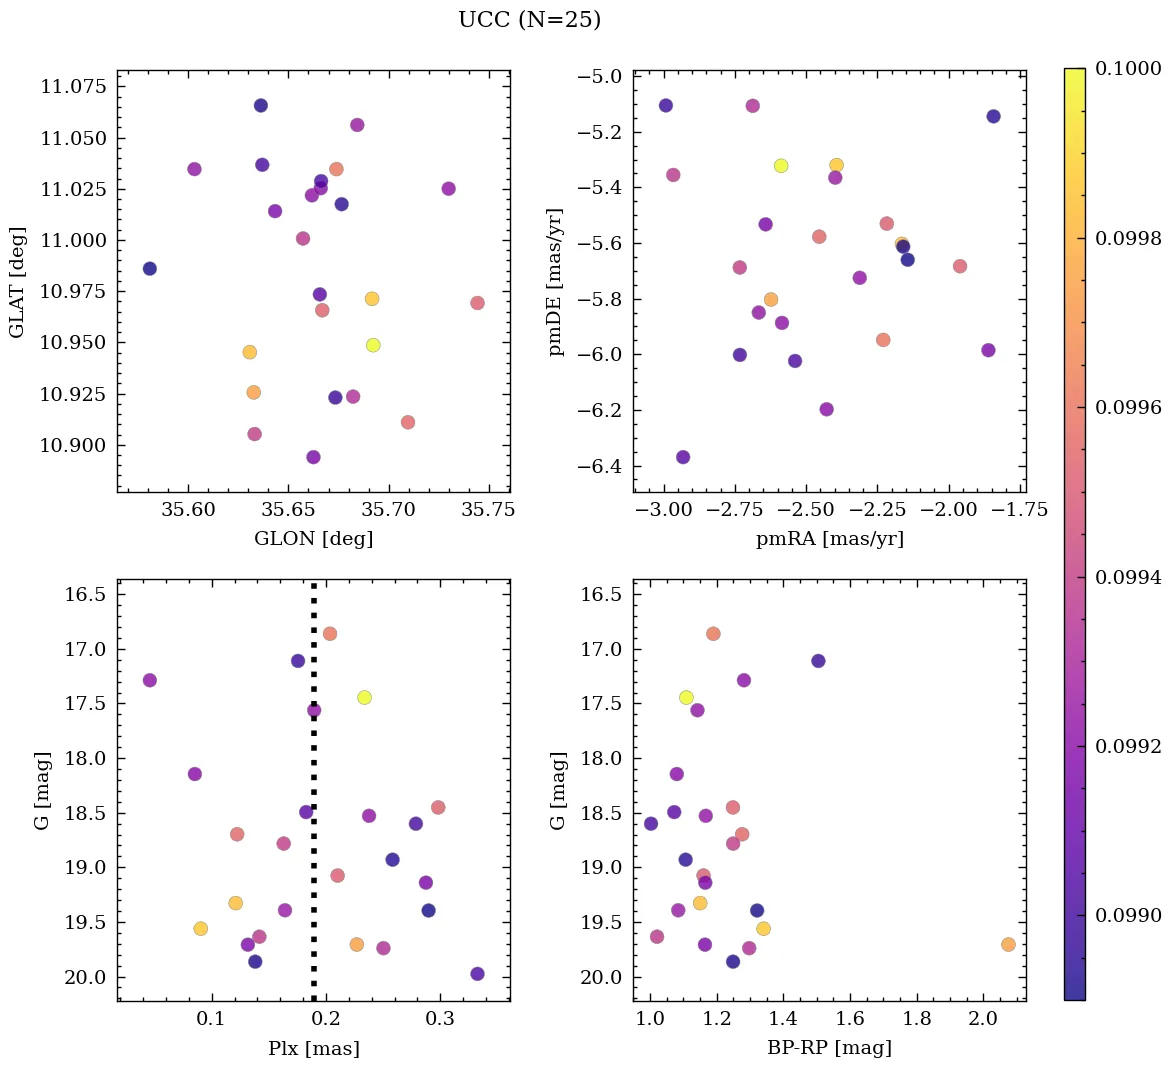 UCC (N=25)
11.075
11.050
11.025
11.000
10.975
10.950
10.925
10.900
GLAT [deg]
35.60 35.65 35.70 35.75
GLON [deg]
−5.0
−5.2
−5.4
−5.6
−5.8
−6.0
−6.2
−6.4
pmDE [mas/yr]
−3.00 −2.75 −2.50 −2.25 −2.00 −1.75
pmRA [mas/yr]
16.5
17.0
17.5
18.0
18.5
19.0
19.5
20.0
G [mag]
0.1 0.2 0.3
Plx [mas]
16.5
17.0
17.5
18.0
18.5
19.0
19.5
20.0
G [mag]
1.0 1.2 1.4 1.6 1.8 2.0
BP-RP [mag]
0.1000
0.0998
0.0996
0.0994
0.0992
0.0990